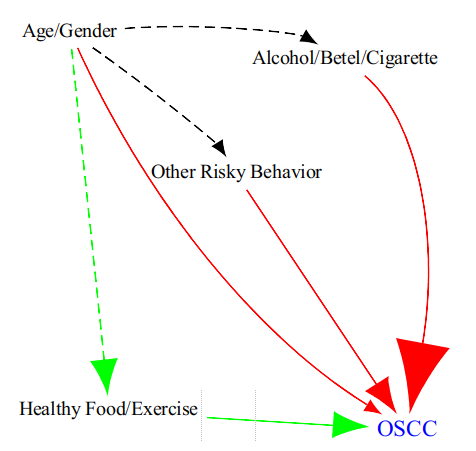 Age/Gender
Alcohol/Betel/Cigarette
Other Risky Behavior
Healthy Food/Exercise
OSCC